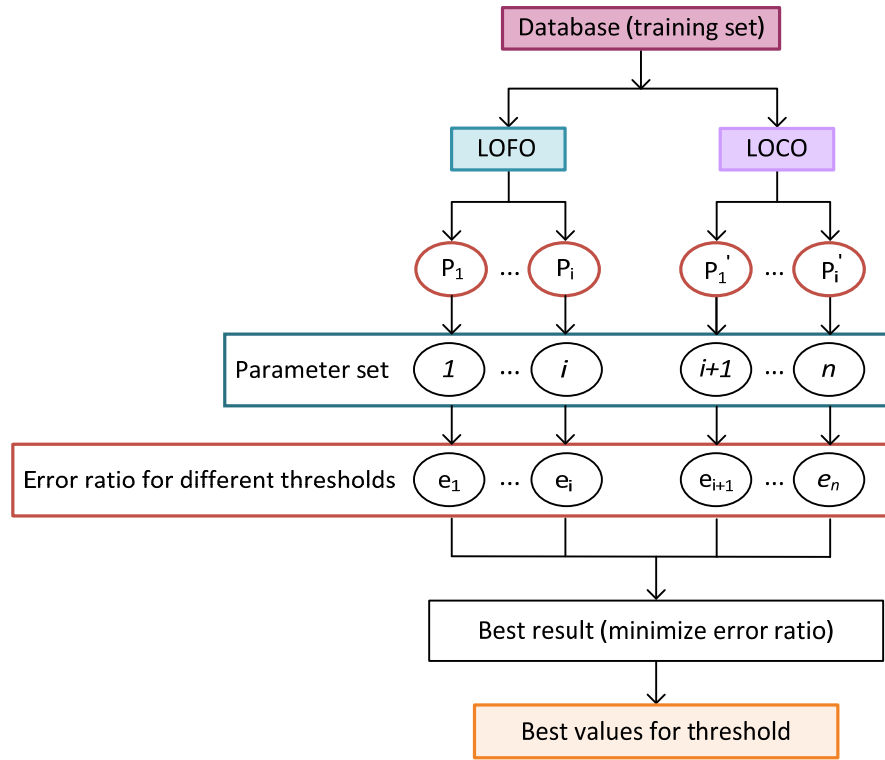 Database (training set)
LOFO
LOCO
P₁ ... Pᵢ P₁' ... Pᵢ'
Parameter set 1 ... i i+1 ... n
Error ratio for different thresholds e₁ ... eᵢ eᵢ₊₁ ... eₙ
Best result (minimize error ratio)
Best values for threshold